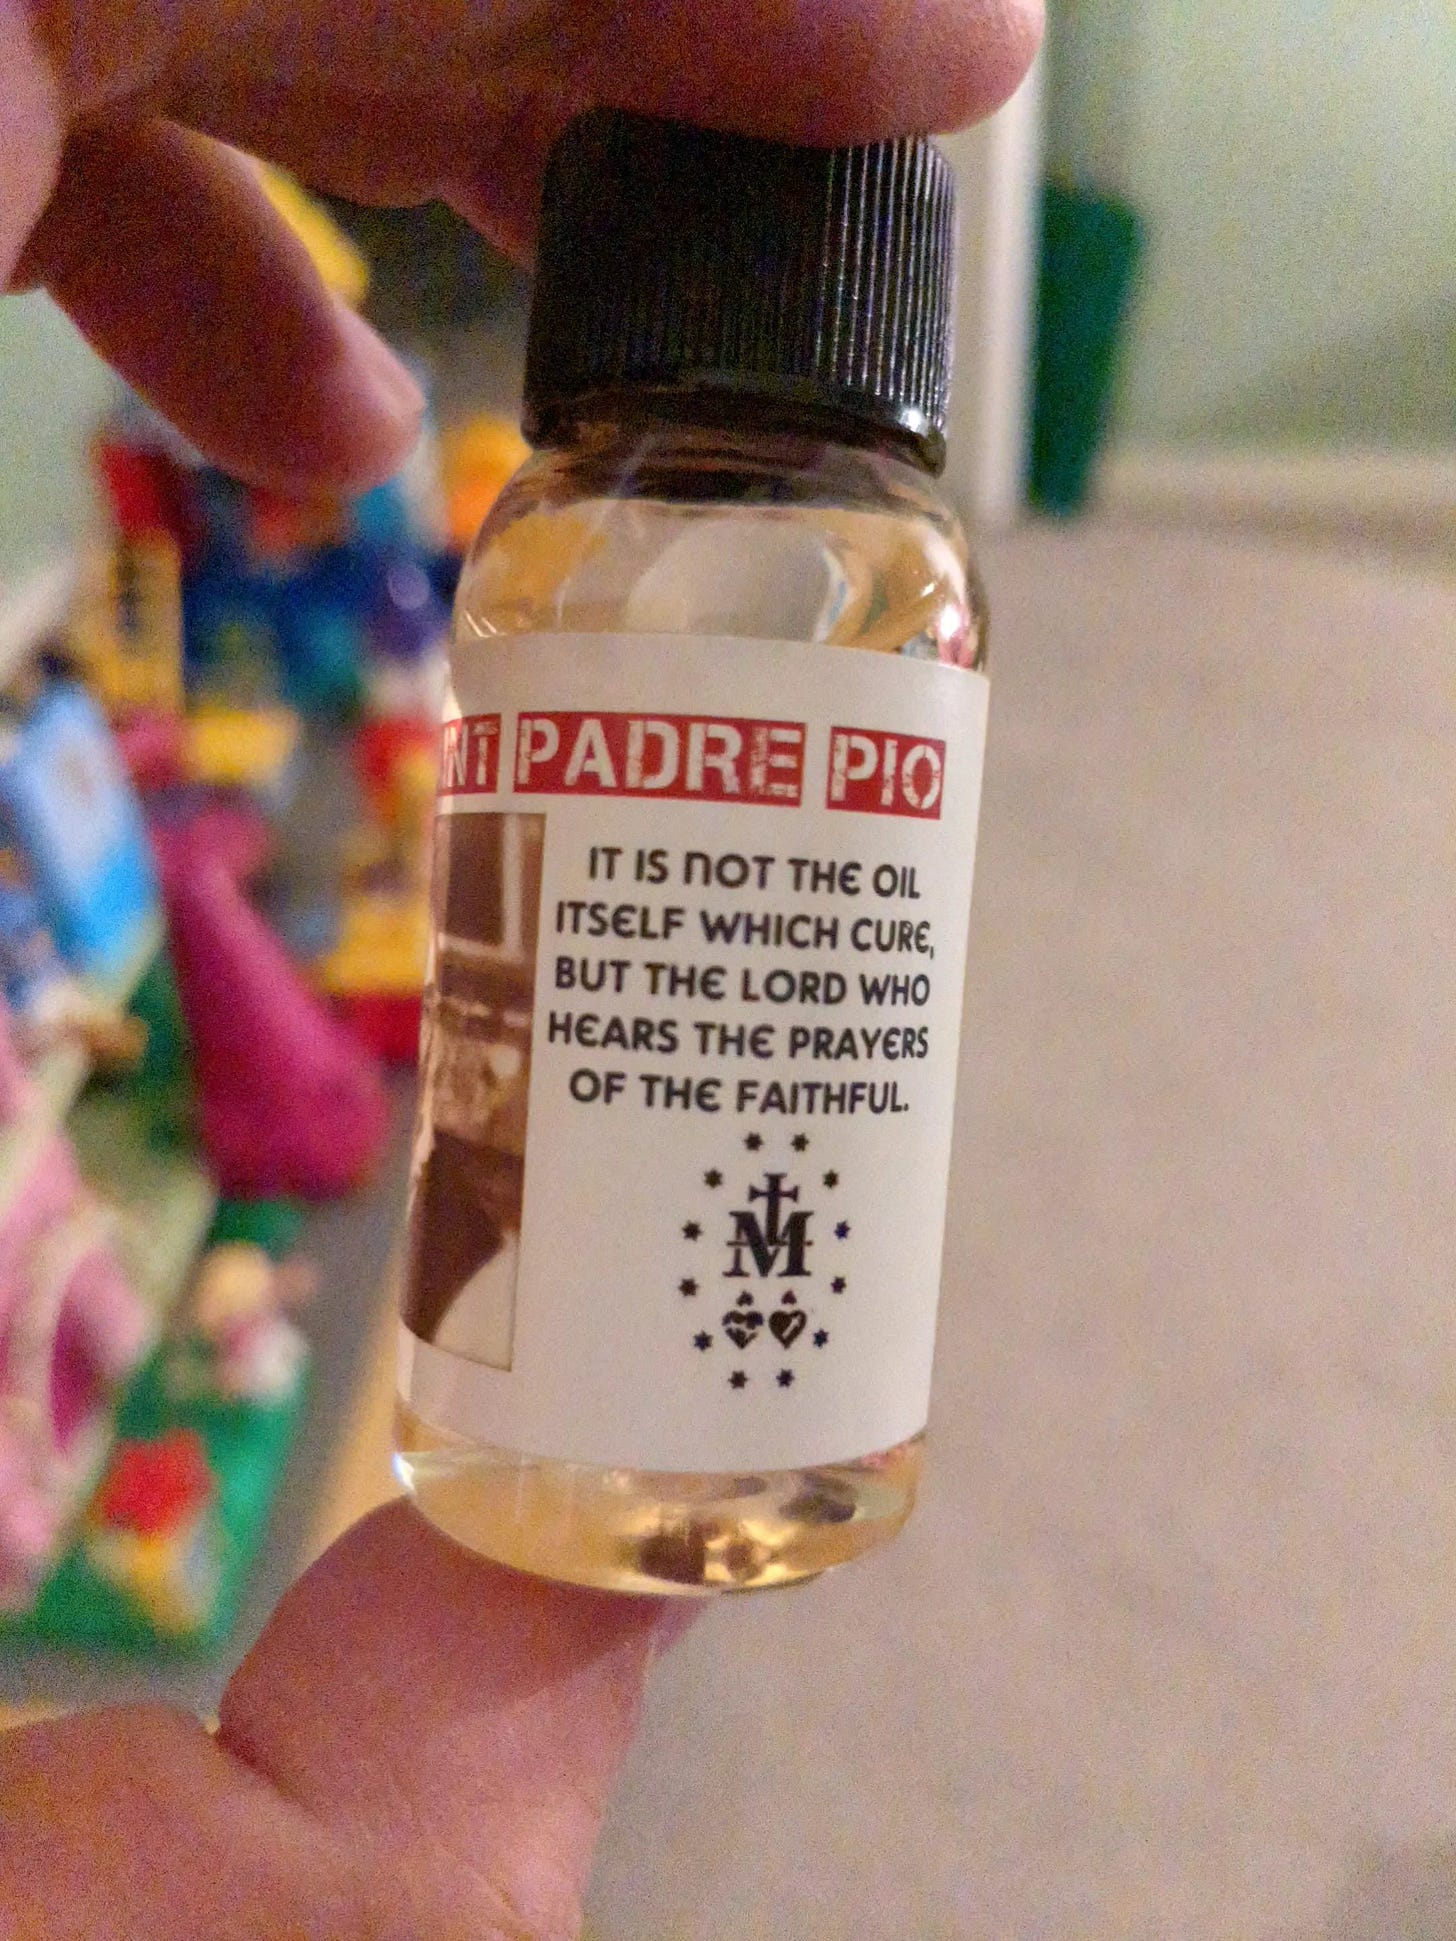 PADRE PIO
IT IS NOT THE OIL
ITSELF WHICH CURE,
BUT THE LORD WHO
HEARS THE PRAYERS
OF THE FAITHFUL.
M